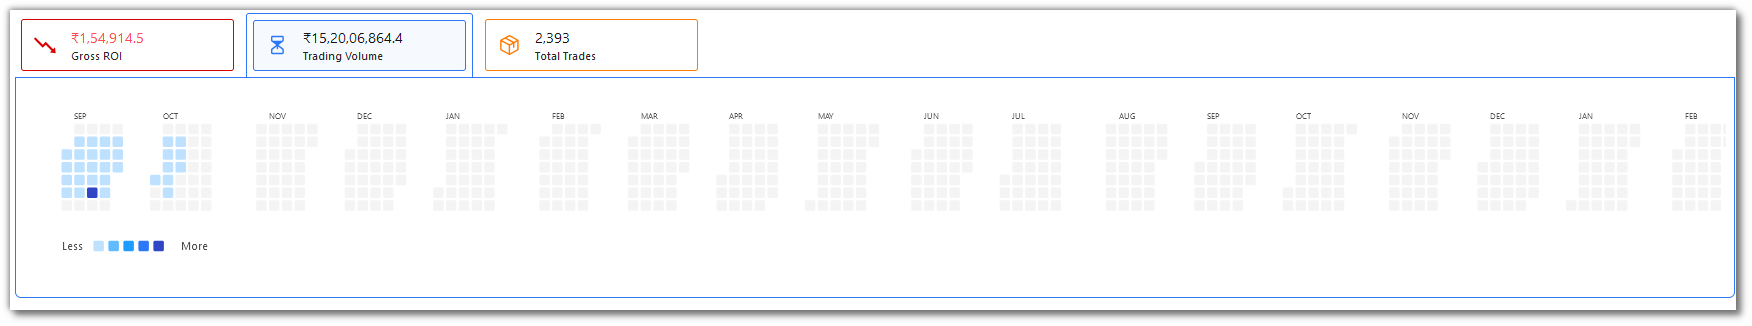 ₹1,54,914.5
Gross ROI
₹15,20,06,864.4
Trading Volume
2,393
Total Trades
SEP OCT NOV DEC JAN FEB MAR APR MAY JUN JUL AUG SEP OCT NOV DEC JAN FEB
Less More